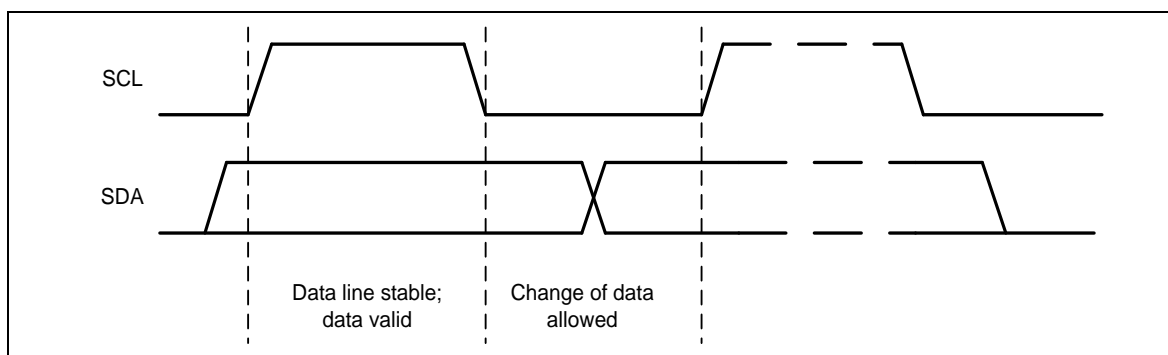 SCL
SDA
Data line stable;
data valid
Change of data
allowed